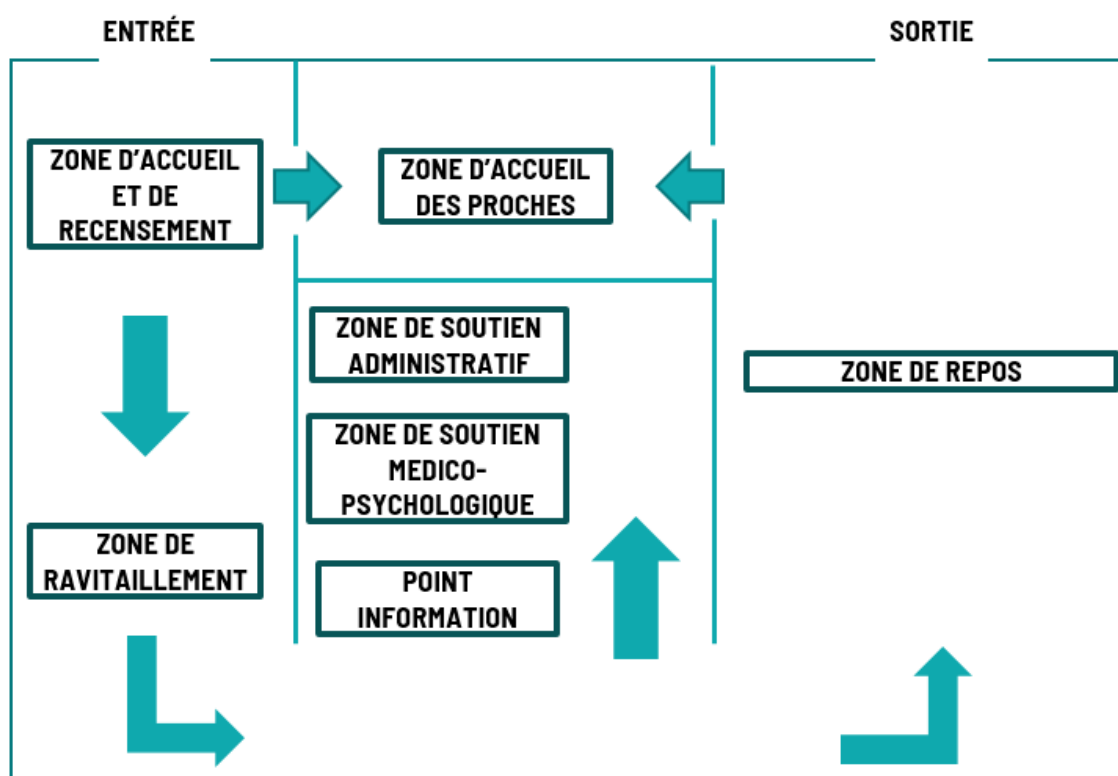 ENTRÉE
SORTIE
ZONE D'ACCUEIL
ET DE
RECENSEMENT
ZONE D'ACCUEIL
DES PROCHES
ZONE DE SOUTIEN
ADMINISTRATIF
ZONE DE REPOS
ZONE DE SOUTIEN
MEDICO-
PSYCHOLOGIQUE
ZONE DE
RAVITAILLEMENT
POINT
INFORMATION